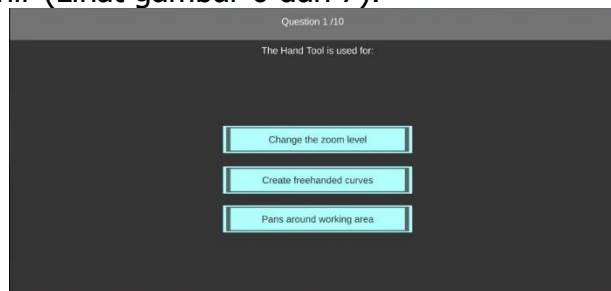 (Lihat gambar 6 dan 7).
Question 1 /10
The Hand Tool is used for:
Change the zoom level
Create freehanded curves
Pans around working area